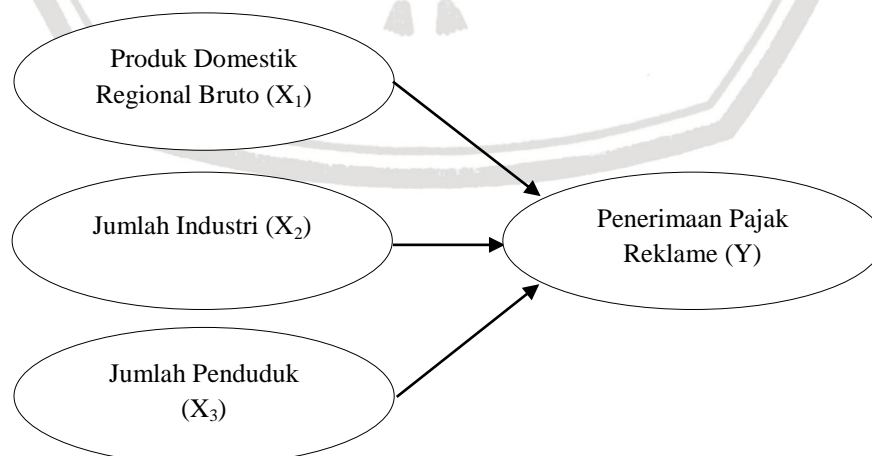 Produk Domestik
Regional Bruto (X₁)
Jumlah Industri (X₂)
Penerimaan Pajak
Reklame (Y)
Jumlah Penduduk
(X₃)